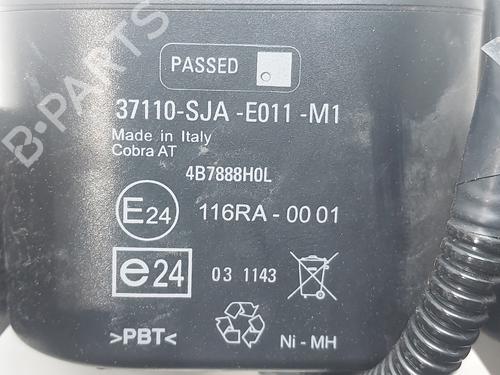 PASSED
37110-SJA -E011 -M1
Made in Italy
Cobra AT
4B7888H0L
E24 116RA - 00 01
e24 03 1143
>PBT<
Ni - MH
B-PARTS